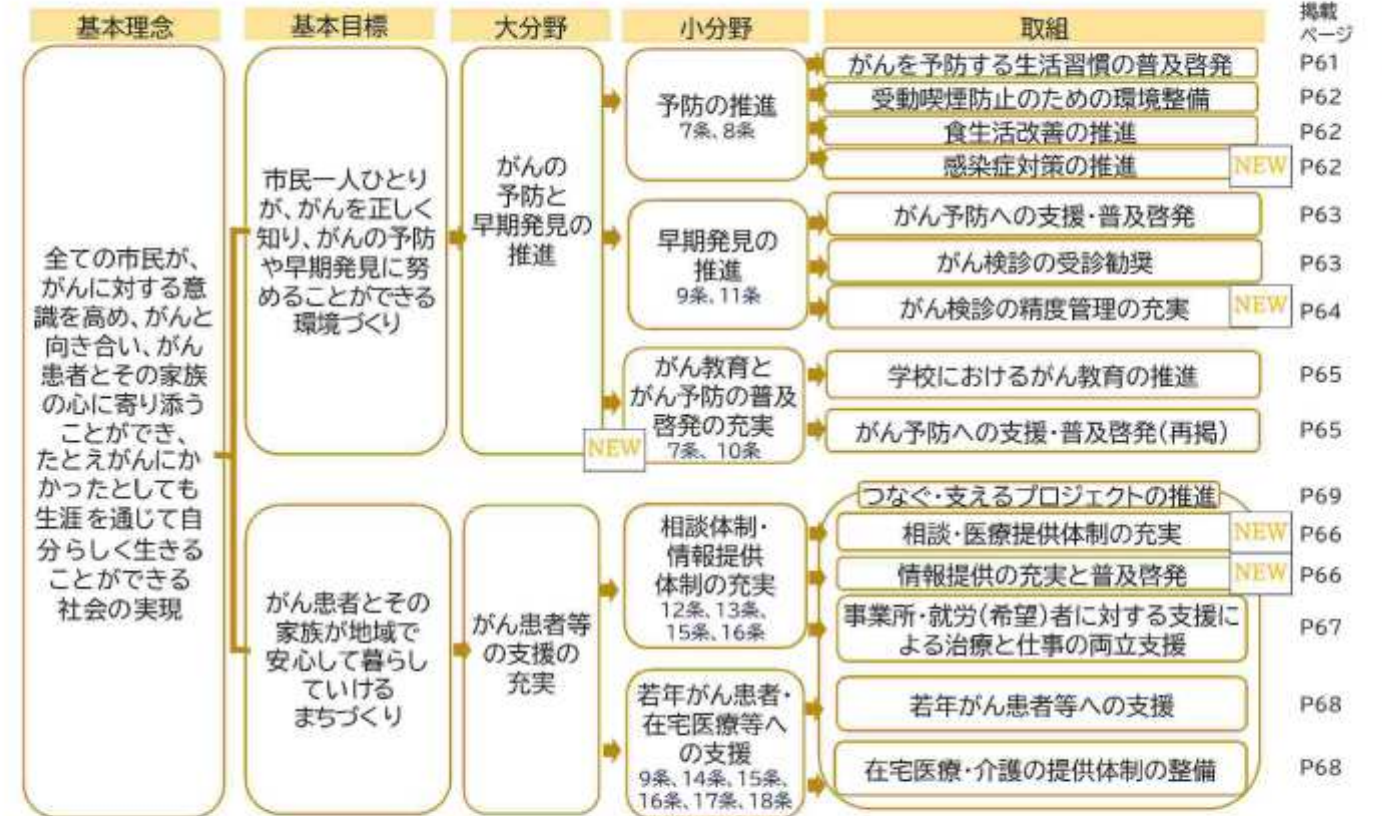 掲載
ページ
基本理念
基本目標
大分野
小分野
取組
全ての市民が、
がんに対する意
識を高め、がんと
向き合い、がん
患者とその家族
の心に寄り添う
ことができ、
たとえがんにか
かったとしても
生涯を通じて自
分らしく生きる
ことができる
社会の実現
市民一人ひとり
が、がんを正しく
知り、がんの予防
や早期発見に努
めることができる
環境づくり
がんの
予防と
早期発見の
推進
予防の推進
7条、8条
がんを予防する生活習慣の普及啓発
P61
受動喫煙防止のための環境整備
P62
食生活改善の推進
P62
感染症対策の推進
NEW
P62
早期発見の
推進
9条、11条
がん予防への支援・普及啓発
P63
がん検診の受診勧奨
P63
がん検診の精度管理の充実
NEW
P64
がん教育と
がん予防の普及
啓発の充実
7条、10条
NEW
学校におけるがん教育の推進
P65
がん予防への支援・普及啓発(再掲)
P65
がん患者とその
家族が地域で
安心して暮らし
ていける
まちづくり
がん患者等
の支援の
充実
相談体制・
情報提供
体制の充実
12条、13条、
15条、16条
つなぐ・支えるプロジェクトの推進
P69
相談・医療提供体制の充実
NEW
P66
情報提供の充実と普及啓発
NEW
P66
事業所・就労(希望)者に対する支援に
よる治療と仕事の両立支援
P67
若年がん患者・
在宅医療等へ
の支援
9条、14条、15条、
16条、17条、18条
若年がん患者等への支援
P68
在宅医療・介護の提供体制の整備
P68